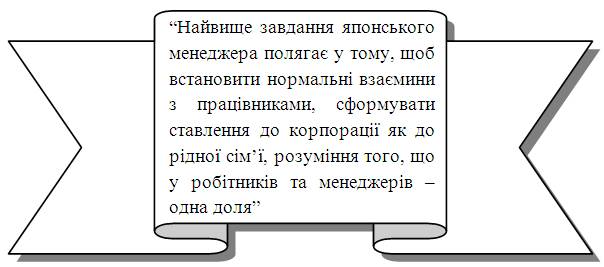 “Найвище завдання японського
менеджера полягає у тому, щоб
встановити нормальні взаємини
з працівниками, сформувати
ставлення до корпорації як до
рідної сім’ї, розуміння того, що
у робітників та менеджерів –
одна доля”